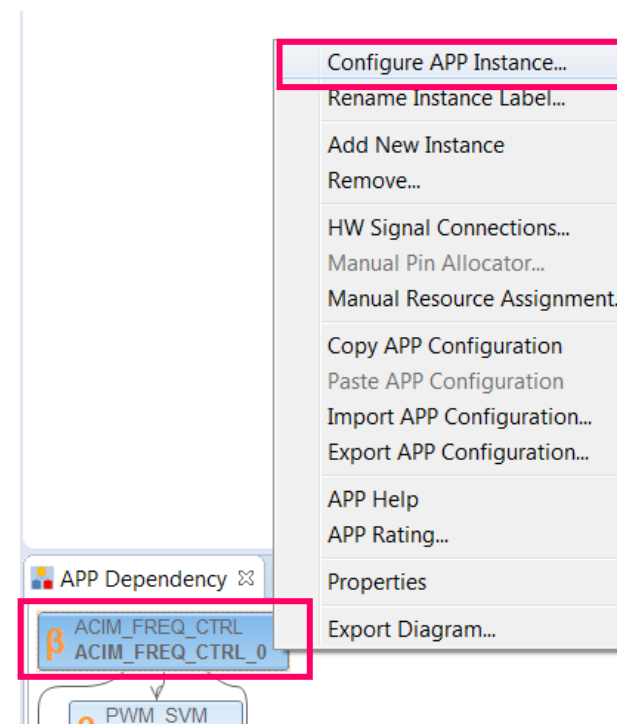 Configure APP Instance...
Rename Instance Label...
Add New Instance
Remove...
HW Signal Connections...
Manual Pin Allocator...
Manual Resource Assignment.
Copy APP Configuration
Paste APP Configuration
Import APP Configuration...
Export APP Configuration...
APP Help
APP Rating...
Properties
Export Diagram...
APP Dependency
β ACIM_FREQ_CTRL
ACIM_FREQ_CTRL_0
PWM_SVM